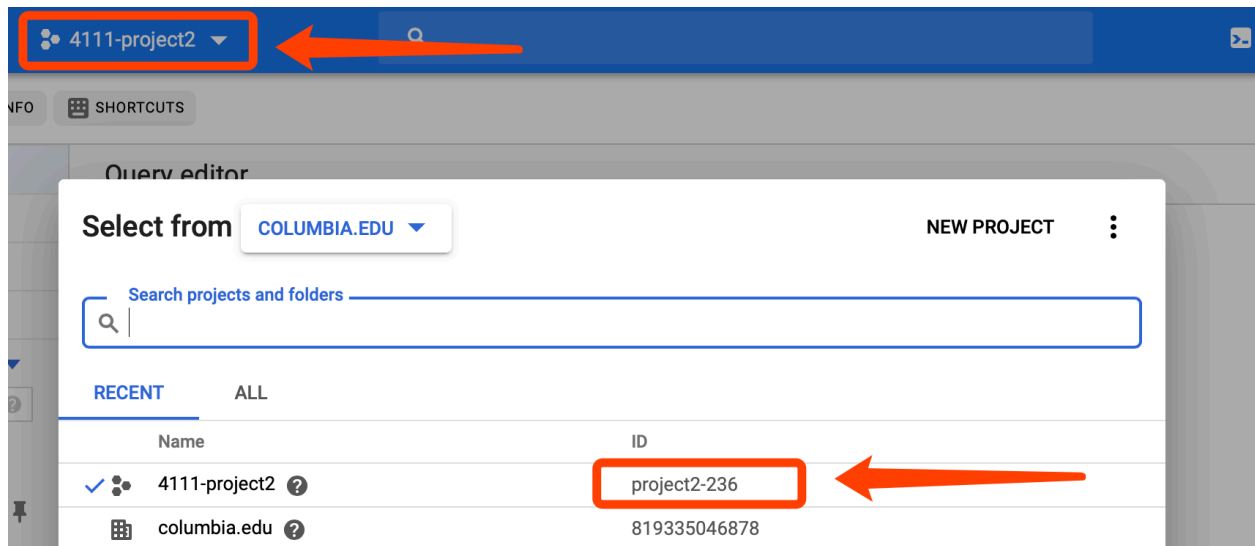 4111-project2
NFO
SHORTCUTS
Query editor
Select from COLUMBIA.EDU
NEW PROJECT
Search projects and folders
RECENT ALL
Name ID
4111-project2 project2-236
columbia.edu 819335046878